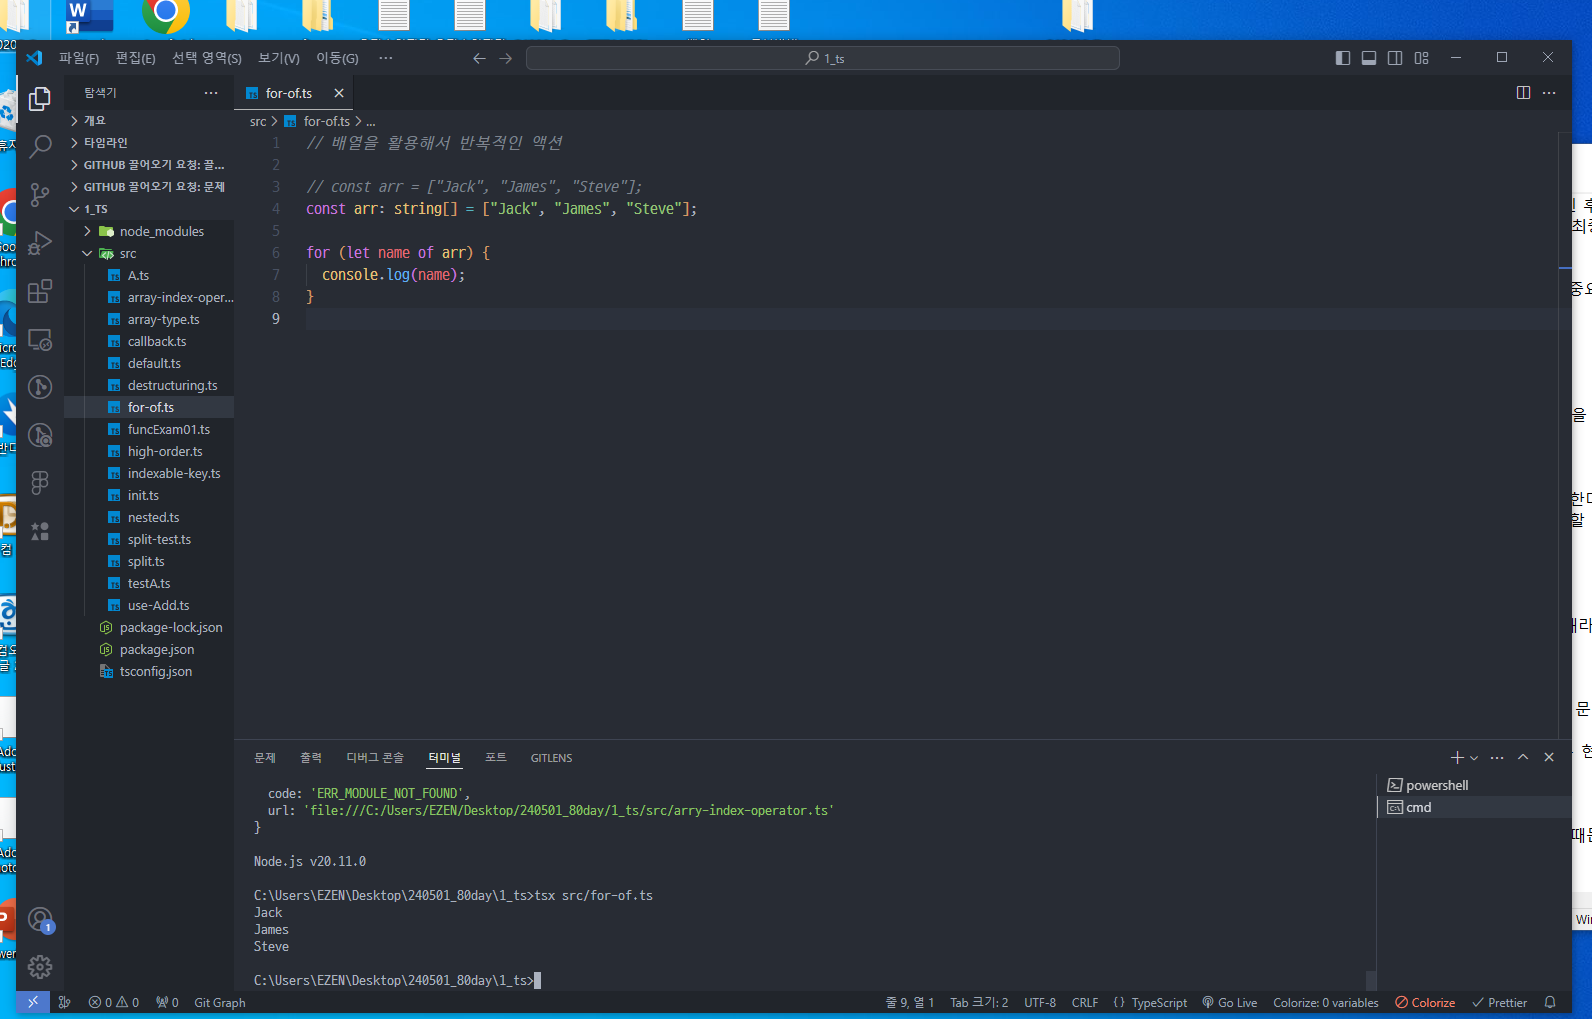 파일(F) 편집(E) 선택 영역(S) 보기(V) 이동(G) ··· 1_ts
탐색기 ···
개요
타임라인
GITHUB 끌어오기 요청: 끌...
GITHUB 끌어오기 요청: 문제
1_TS
node_modules
src
A.ts
array-index-oper...
array-type.ts
callback.ts
default.ts
destructuring.ts
for-of.ts
funcExam01.ts
high-order.ts
indexable-key.ts
init.ts
nested.ts
split-test.ts
split.ts
testA.ts
use-Add.ts
package-lock.json
package.json
tsconfig.json
for-of.ts
src > for-of.ts > ...
1 // 배열을 활용해서 반복적인 액션
2
3 // const arr = ["Jack", "James", "Steve"];
4 const arr: string[] = ["Jack", "James", "Steve"];
5
6 for (let name of arr) {
7 console.log(name);
8 }
9
문제 출력 디버그 콘솔 터미널 포트 GITLENS
code: 'ERR_MODULE_NOT_FOUND',
url: 'file:///C:/Users/EZEN/Desktop/240501_80day/1_ts/src/arry-index-operator.ts'
}
Node.js v20.11.0
C:\Users\EZEN\Desktop\240501_80day\1_ts>tsx src/for-of.ts
Jack
James
Steve
C:\Users\EZEN\Desktop\240501_80day\1_ts>
powershell
cmd
1
0 0 0 Git Graph 줄 9, 열 1 Tab 크기: 2 UTF-8 CRLF { } TypeScript Go Live Colorize: 0 variables Colorize Prettier